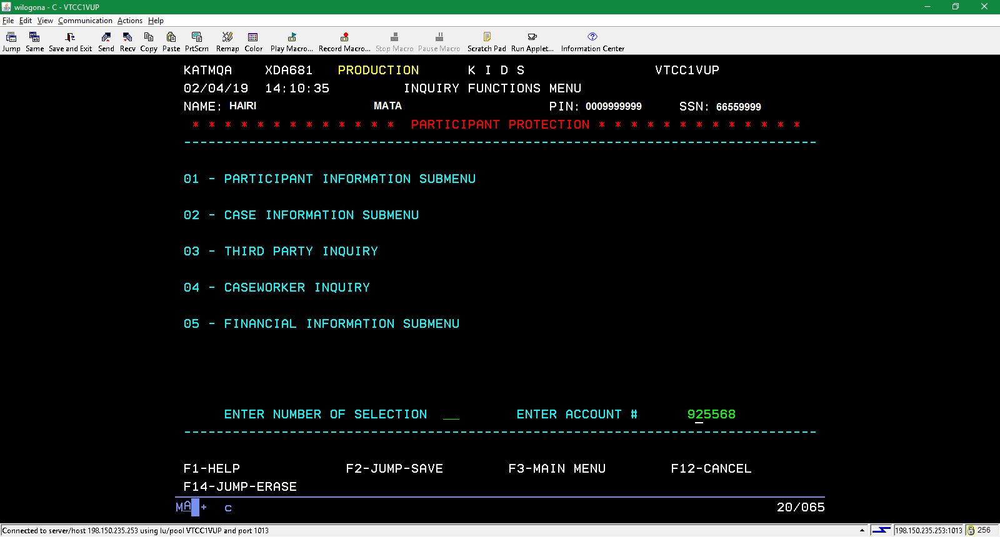 wilogona - C - VTCC1VUP
File Edit View Communication Actions Help
Jump Same Save and Exit Send Recv Copy Paste PrtScrn Remap Color Play Macro... Record Macro... Stop Macro Pause Macro Scratch Pad Run Applet... Information Center
KATMQA XDA681 PRODUCTION K I D S VTCC1VUP
02/04/19 14:10:35 INQUIRY FUNCTIONS MENU
NAME: HAIRI MATA PIN: 0009999999 SSN: 66559999
* * * * * * * * * * * * * PARTICIPANT PROTECTION * * * * * * * * * * * * *
------------------------------------------------------------------------------
01 - PARTICIPANT INFORMATION SUBMENU
02 - CASE INFORMATION SUBMENU
03 - THIRD PARTY INQUIRY
04 - CASEWORKER INQUIRY
05 - FINANCIAL INFORMATION SUBMENU
ENTER NUMBER OF SELECTION __ ENTER ACCOUNT # 925568
------------------------------------------------------------------------------
F1-HELP F2-JUMP-SAVE F3-MAIN MENU F12-CANCEL
F14-JUMP-ERASE
MA + c 20/065
Connected to server/host 198.150.235.253 using lu/pool VTCC1VUP and port 1013 198.150.235.253:1013 256